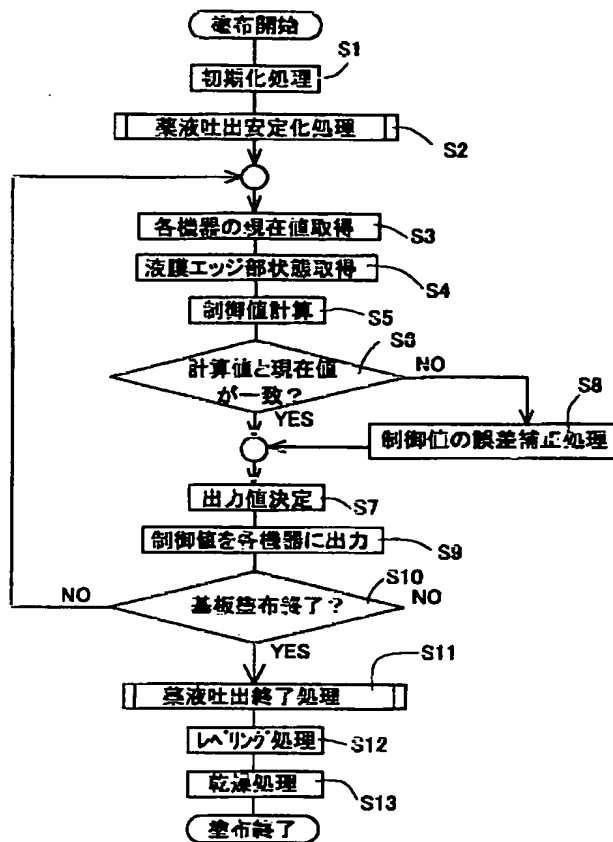 塗布開始
S1
初期化処理
薬液吐出安定化処理
S2
各機器の現在値取得
S3
液膜エッジ部状態取得
S4
制御値計算
S5
S6
計算値と現在値
が一致?
NO
YES
S8
制御値の誤差補正処理
出力値決定
S7
制御値を各機器に出力
S9
S10
NO
基板塗布終了?
NO
YES
S11
薬液吐出終了処理
レベリング処理
S12
乾燥処理
S13
塗布終了